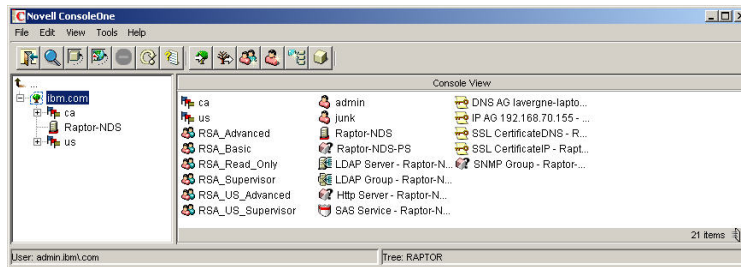 Novell ConsoleOne
File Edit View Tools Help
...
ibm.com
ca
Raptor-NDS
us
Console View
ca
us
RSA_Advanced
RSA_Basic
RSA_Read_Only
RSA_Supervisor
RSA_US_Advanced
RSA_US_Supervisor
admin
junk
Raptor-NDS
Raptor-NDS-PS
LDAP Server - Raptor-N...
LDAP Group - Raptor-N...
Http Server - Raptor-N...
SAS Service - Raptor-N...
DNS AG lavergne-lapto...
IP AG 192.168.70.155 - ...
SSL CertificateDNS - R...
SSL CertificateIP - Rapt...
SNMP Group - Raptor-...
21 items
User: admin.ibm\.com
Tree: RAPTOR